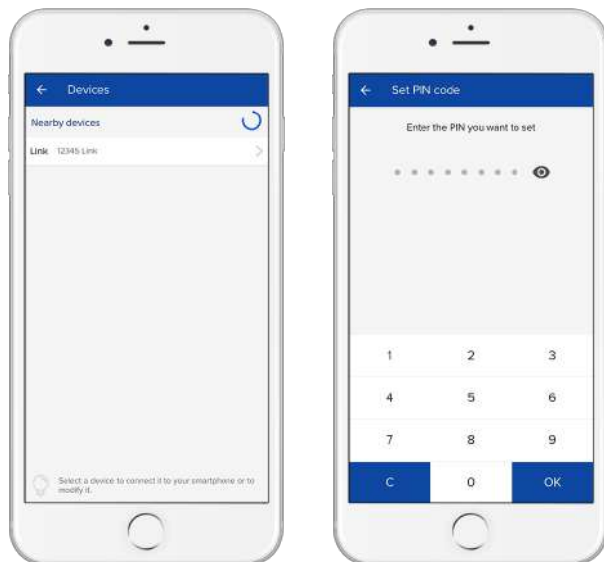 Devices
Nearby devices
Link 12345 Link
Select a device to connect it to your smartphone or to
modify it.
Set PIN code
Enter the PIN you want to set
1 2 3
4 5 6
7 8 9
C 0 OK